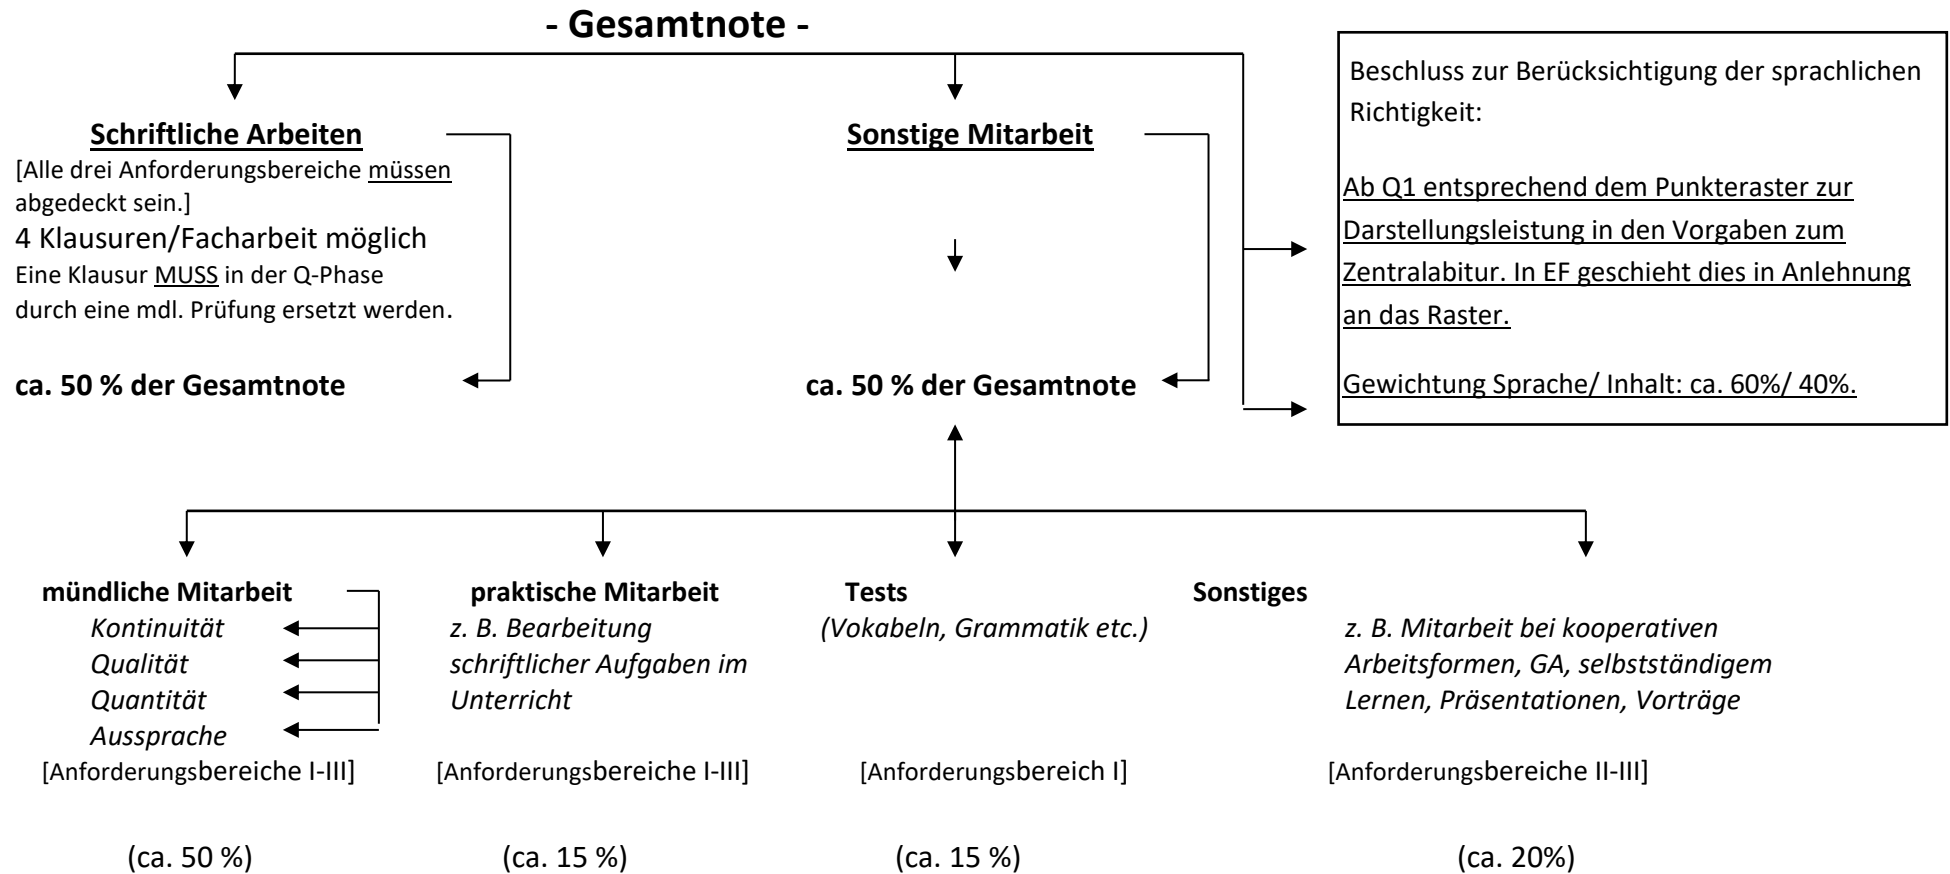 - Gesamtnote -
Schriftliche Arbeiten
[Alle drei Anforderungsbereiche müssen
abgedeckt sein.]
4 Klausuren/Facharbeit möglich
Eine Klausur MUSS in der Q-Phase
durch eine mdl. Prüfung ersetzt werden.
ca. 50 % der Gesamtnote
Sonstige Mitarbeit
ca. 50 % der Gesamtnote
Beschluss zur Berücksichtigung der sprachlichen
Richtigkeit:
Ab Q1 entsprechend dem Punkteraster zur
Darstellungsleistung in den Vorgaben zum
Zentralabitur. In EF geschieht dies in Anlehnung
an das Raster.
Gewichtung Sprache/ Inhalt: ca. 60%/ 40%.
mündliche Mitarbeit
Kontinuität
Qualität
Quantität
Aussprache
[Anforderungsbereiche I-III]
(ca. 50 %)
praktische Mitarbeit
z. B. Bearbeitung
schriftlicher Aufgaben im
Unterricht
[Anforderungsbereiche I-III]
(ca. 15 %)
Tests
(Vokabeln, Grammatik etc.)
[Anforderungsbereich I]
(ca. 15 %)
Sonstiges
z. B. Mitarbeit bei kooperativen
Arbeitsformen, GA, selbstständigem
Lernen, Präsentationen, Vorträge
[Anforderungsbereiche II-III]
(ca. 20%)